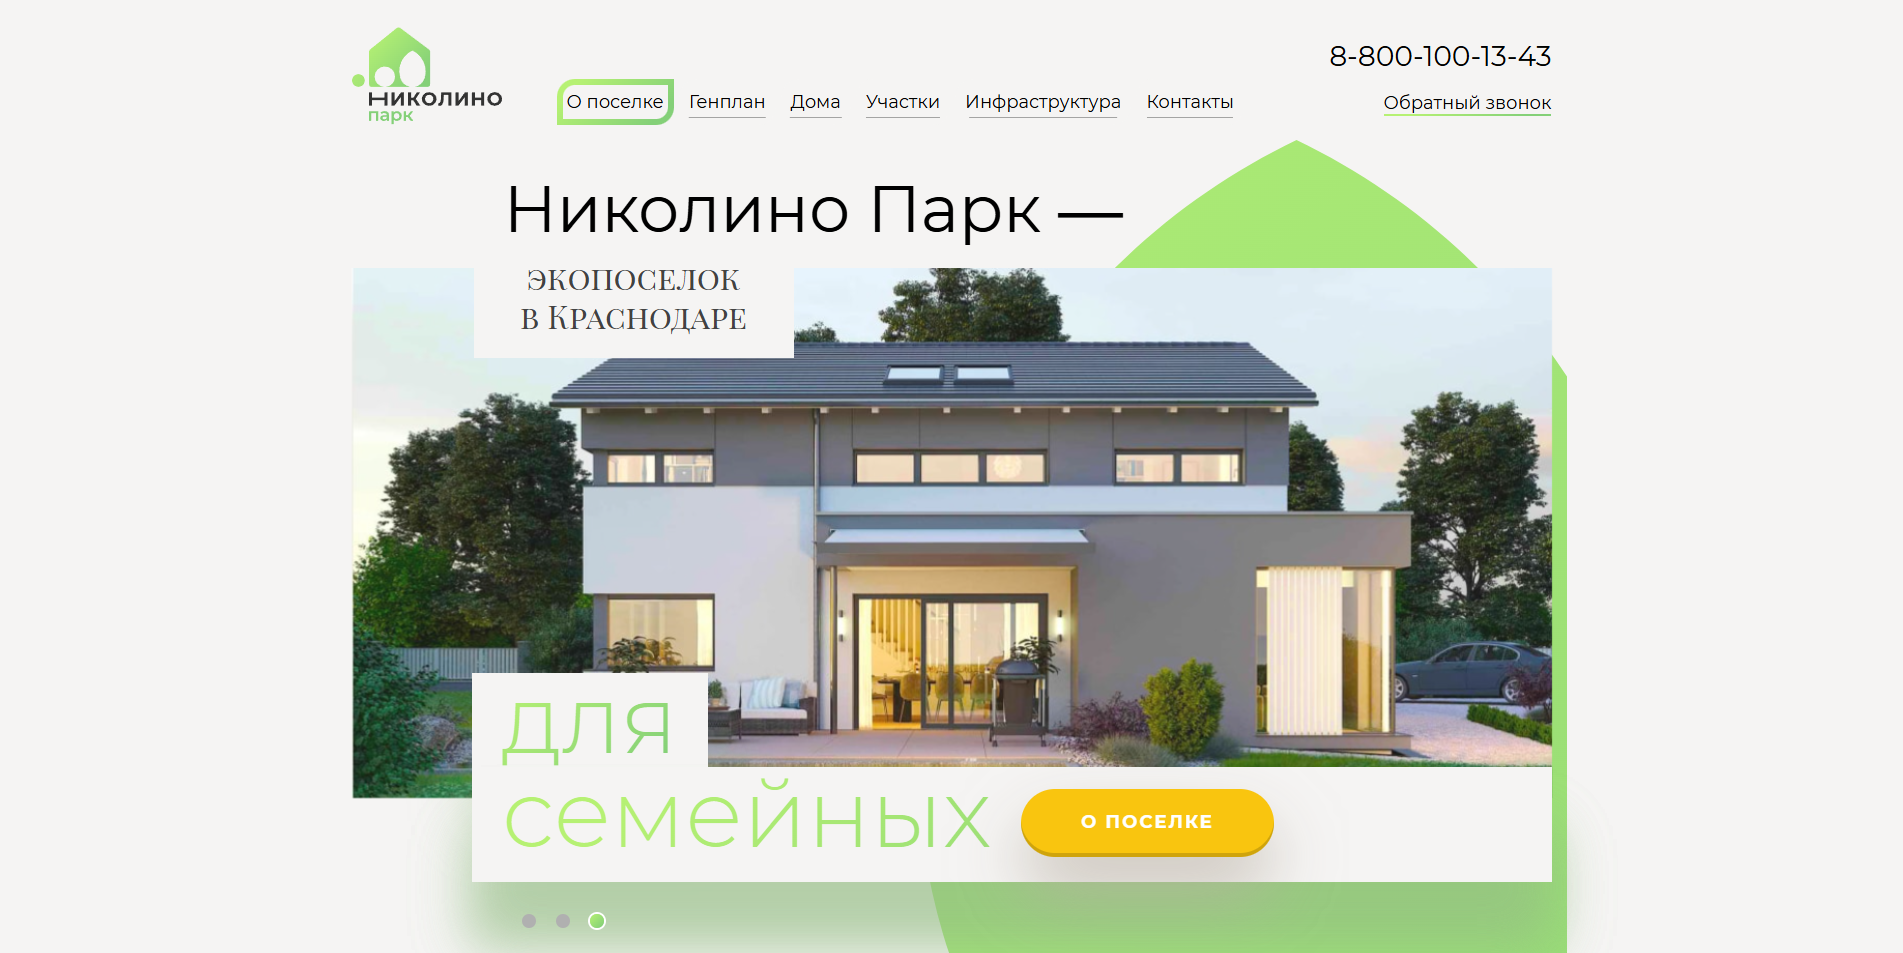 Николино
парк
8-800-100-13-43
О поселке Генплан Дома Участки Инфраструктура Контакты Обратный звонок
Николино Парк —
экопоселок
в Краснодаре
для
семейных
О ПОСЕЛКЕ